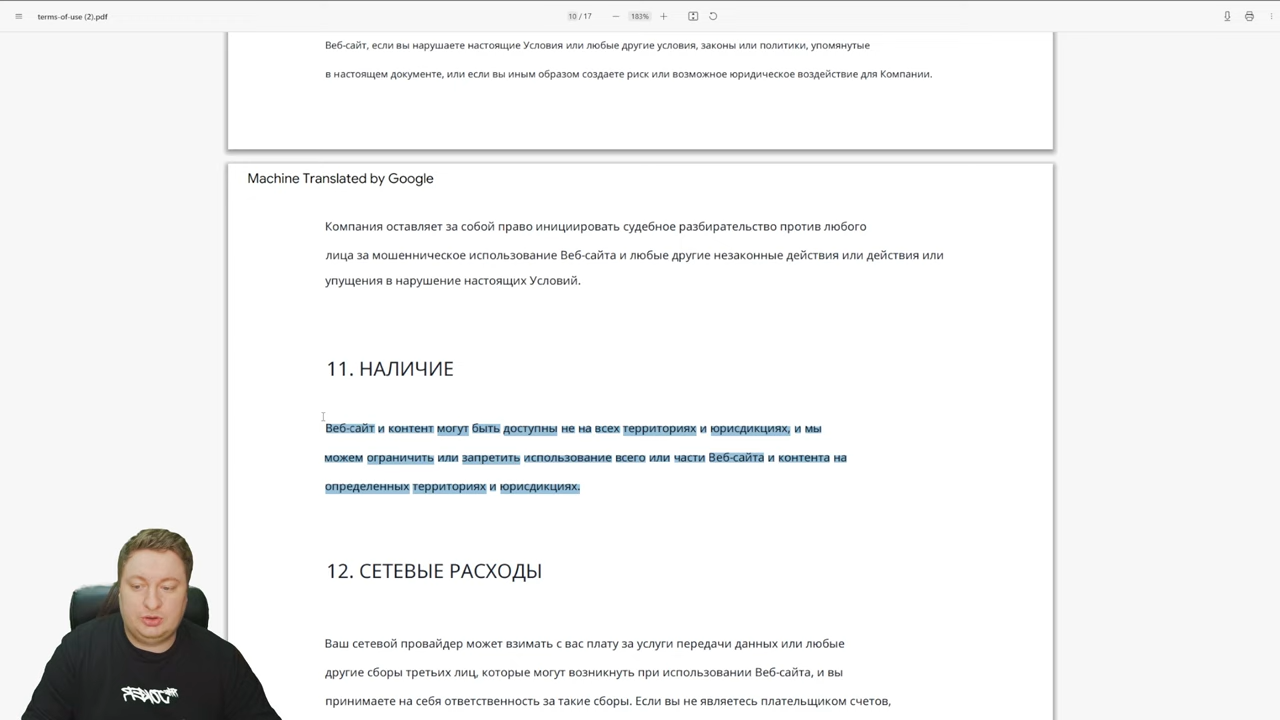 terms-of-use (2).pdf
10 / 17
183%
Веб-сайт, если вы нарушаете настоящие Условия или любые другие условия, законы или политики, упомянутые
в настоящем документе, или если вы иным образом создаете риск или возможное юридическое воздействие для Компании.
Machine Translated by Google
Компания оставляет за собой право инициировать судебное разбирательство против любого
лица за мошенническое использование Веб-сайта и любые другие незаконные действия или действия или
упущения в нарушение настоящих Условий.
11. НАЛИЧИЕ
Веб-сайт и контент могут быть доступны не на всех территориях и юрисдикциях, и мы
можем ограничить или запретить использование всего или части Веб-сайта и контента на
определенных территориях и юрисдикциях.
12. СЕТЕВЫЕ РАСХОДЫ
Ваш сетевой провайдер может взимать с вас плату за услуги передачи данных или любые
другие сборы третьих лиц, которые могут возникнуть при использовании Веб-сайта, и вы
принимаете на себя ответственность за такие сборы. Если вы не являетесь плательщиком счетов,